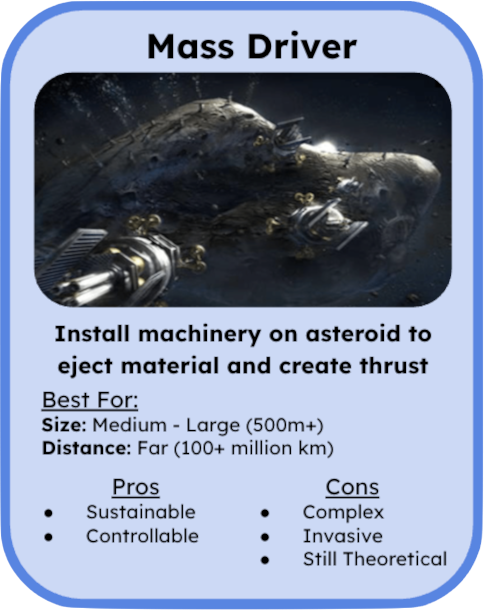 Mass Driver
Install machinery on asteroid to
eject material and create thrust
Best For:
Size: Medium - Large (500m+)
Distance: Far (100+ million km)
Pros
● Sustainable
● Controllable
Cons
● Complex
● Invasive
● Still Theoretical